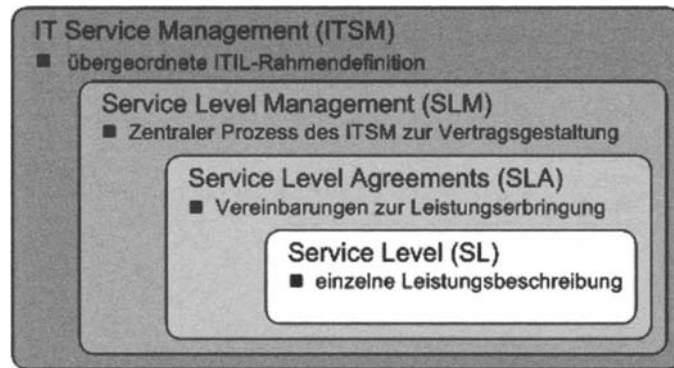 IT Service Management (ITSM)
■ übergeordnete ITIL-Rahmendefinition
Service Level Management (SLM)
■ Zentraler Prozess des ITSM zur Vertragsgestaltung
Service Level Agreements (SLA)
■ Vereinbarungen zur Leistungserbringung
Service Level (SL)
■ einzelne Leistungsbeschreibung